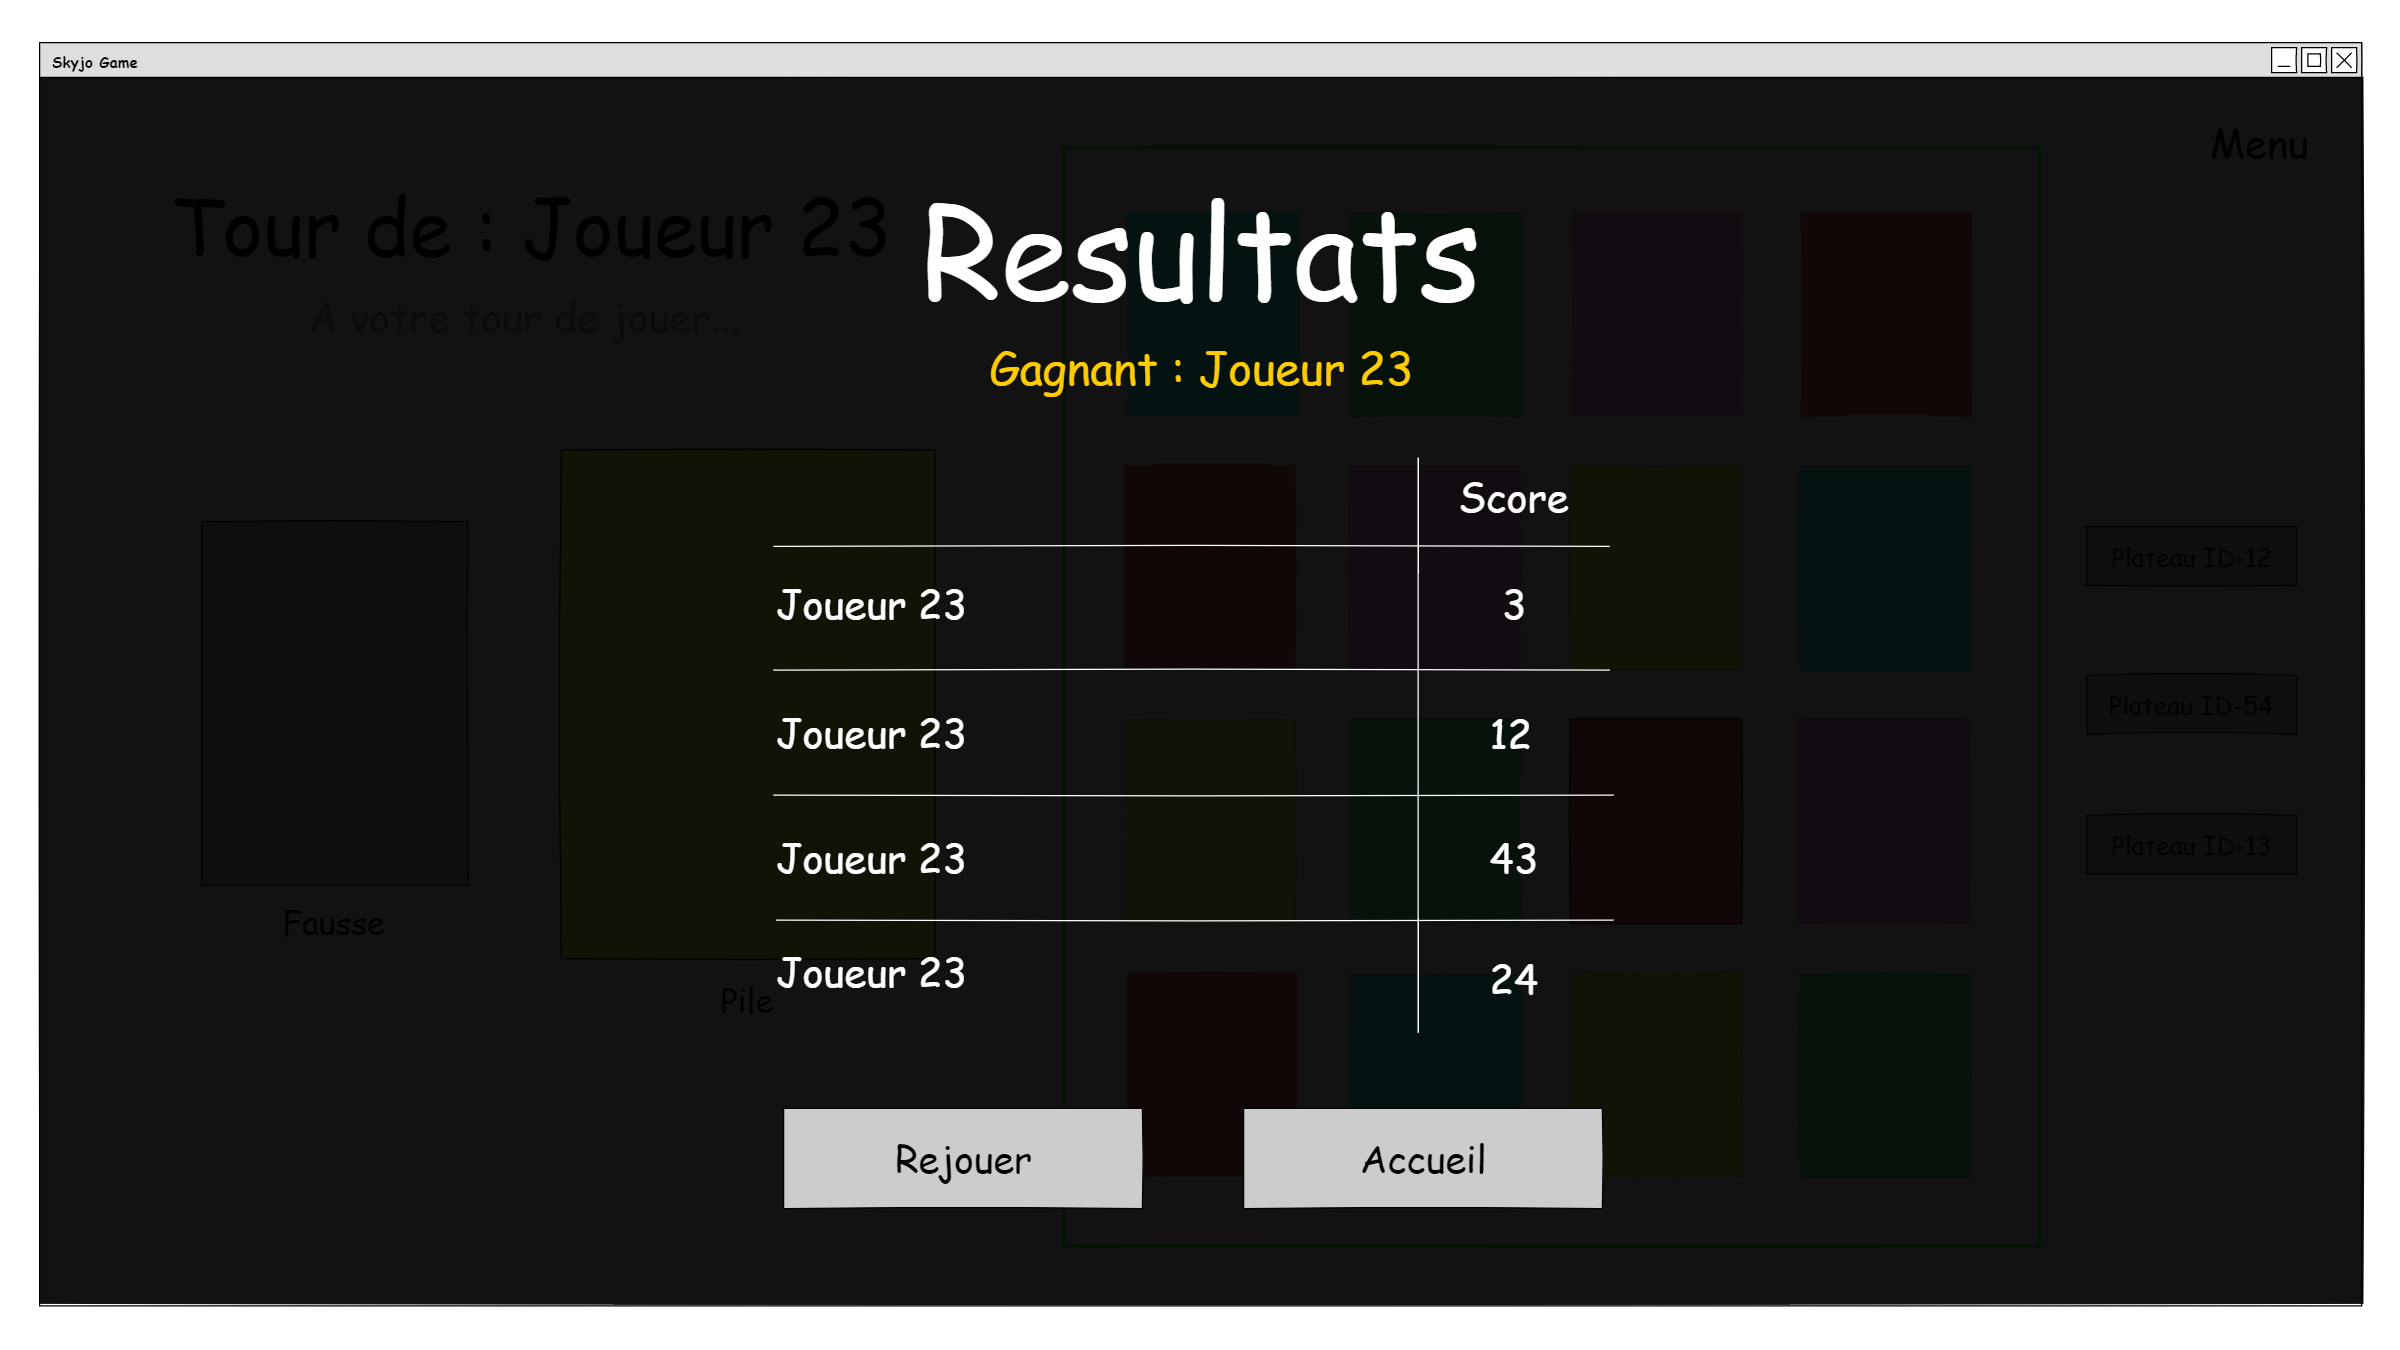 Skyjo Game
Menu
Tour de : Joueur 23
A votre tour de jouer...
Resultats
Gagnant : Joueur 23
Score
Joueur 23 3
Joueur 23 12
Joueur 23 43
Joueur 23 24
Fausse
Pile
Plateau ID-12
Plateau ID-54
Plateau ID-13
Rejouer
Accueil